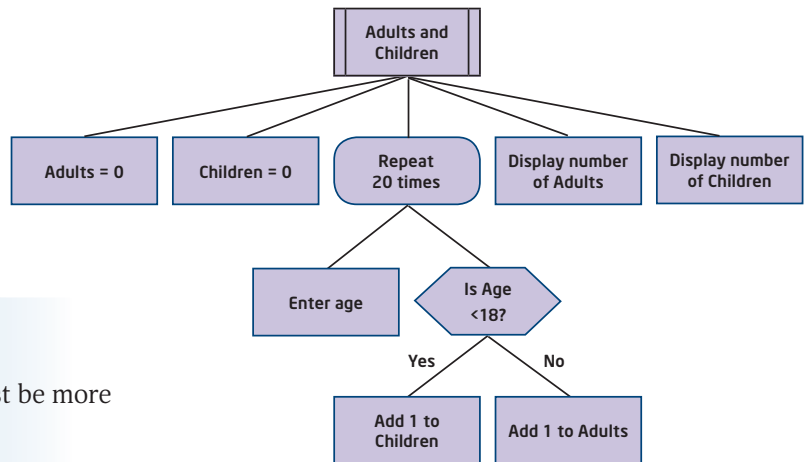 Adults and
Children
Adults = 0
Children = 0
Repeat
20 times
Display number
of Adults
Display number
of Children
Enter age
Is Age
<18?
Yes
No
Add 1 to
Children
Add 1 to Adults
be more